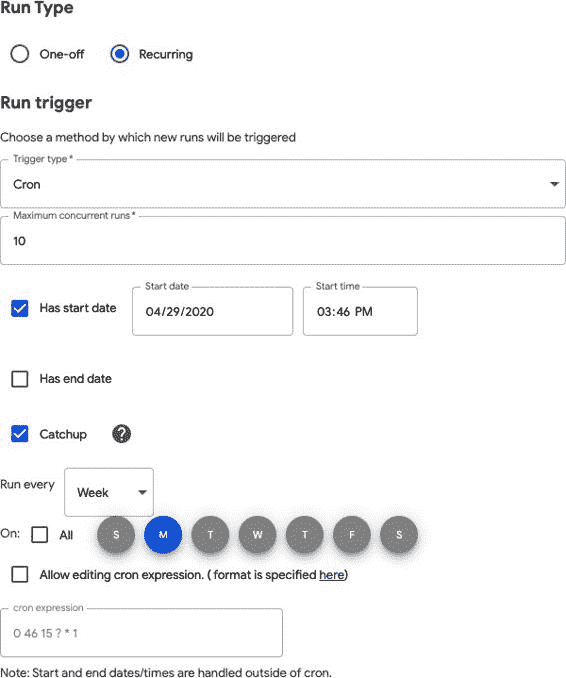 Run Type
One-off Recurring
Run trigger
Choose a method by which new runs will be triggered
Trigger type*
Cron
Maximum concurrent runs*
10
Start date Start time
Has start date 04/29/2020 03:46 PM
Has end date
Catchup ?
Run every Week
On: All S M T W T F S
Allow editing cron expression. ( format is specified here)
cron expression
0 46 15 ? * 1
Note: Start and end dates/times are handled outside of cron.